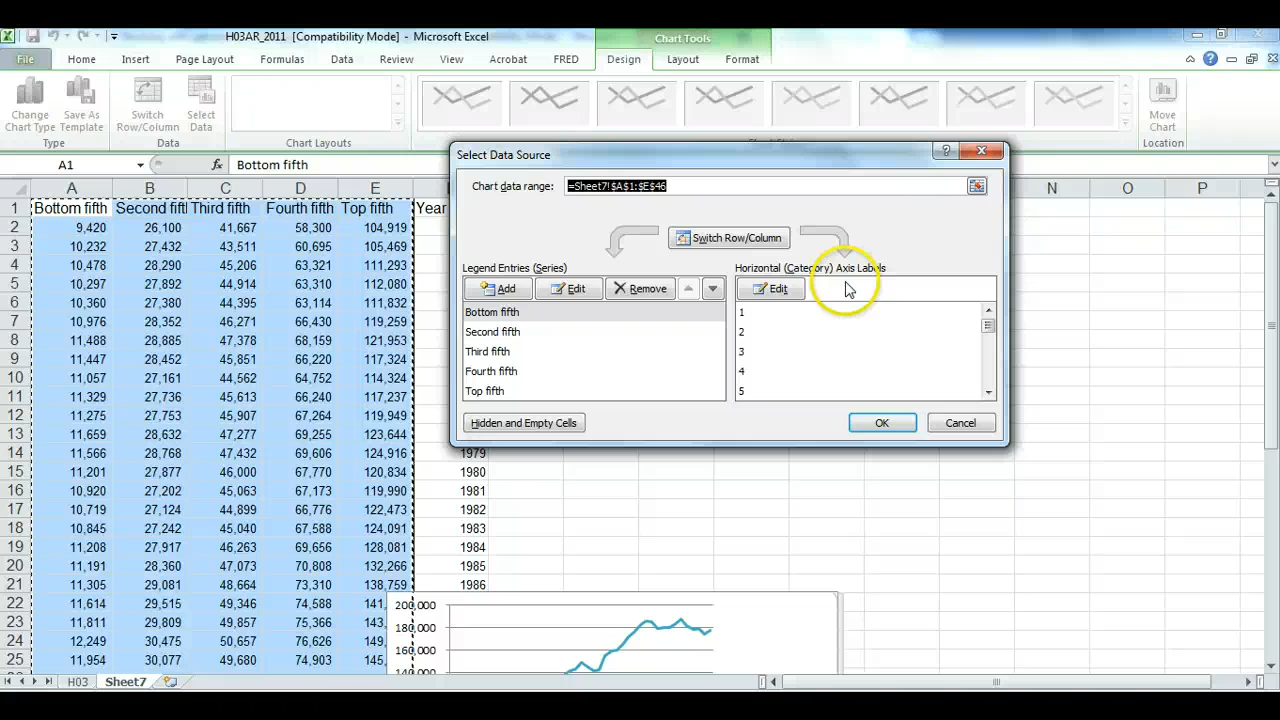 H03AR_2011 [Compatibility Mode] - Microsoft Excel
Chart Tools
File Home Insert Page Layout Formulas Data Review View Acrobat FRED Design Layout Format
Change Chart Type
Save As Template
Switch Row/Column
Select Data
Move Chart
Type Data Chart Layouts Location
A1 fx Bottom fifth
A B C D E N O P
1 Bottom fifth Second fift Third fifth Fourth fifth Top fifth Year
2 9,420 26,100 41,667 58,300 104,919
3 10,232 27,432 43,511 60,695 105,469
4 10,478 28,290 45,206 63,321 111,293
5 10,297 27,892 44,914 63,310 112,080
6 10,360 27,380 44,395 63,114 111,832
7 10,976 28,352 46,271 66,430 119,259
8 11,488 28,885 47,378 68,159 121,953
9 11,447 28,452 45,851 66,220 117,324
10 11,057 27,161 44,562 64,752 114,324
11 11,329 27,736 45,613 66,240 117,237
12 11,275 27,753 45,907 67,264 119,949
13 11,659 28,632 47,277 69,255 123,644
14 11,566 28,768 47,432 69,606 124,916 1979
15 11,201 27,877 46,000 67,770 120,834 1980
16 10,920 27,202 45,063 67,173 119,990 1981
17 10,719 27,124 44,899 66,776 122,473 1982
18 10,845 27,242 45,040 67,588 124,091 1983
19 11,208 27,917 46,263 69,656 128,081 1984
20 11,191 28,360 47,073 70,808 132,266 1985
21 11,305 29,081 48,664 73,310 138,759 1986
22 11,614 29,515 49,346 74,588 141,
23 11,811 29,809 49,857 75,366 143,
24 12,249 30,475 50,657 76,626 149,
25 11,954 30,077 49,680 74,903 145,
Select Data Source
Chart data range: =Sheet7!$A$1:$E$46
Switch Row/Column
Legend Entries (Series)
Add Edit Remove
Bottom fifth
Second fifth
Third fifth
Fourth fifth
Top fifth
Horizontal (Category) Axis Labels
Edit
1
2
3
4
5
Hidden and Empty Cells OK Cancel
200,000
180,000
160,000
140,000
H03 Sheet7